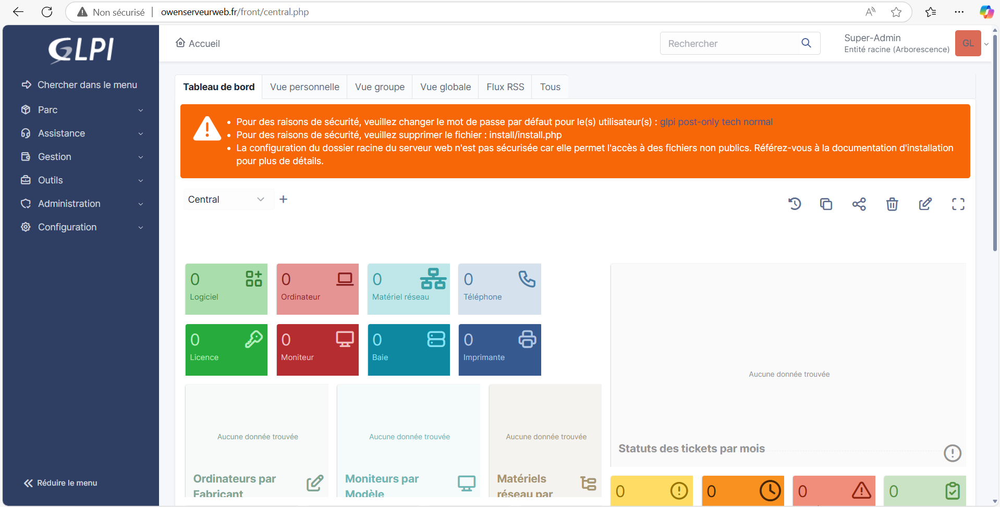 Non sécurisé
owenserveurweb.fr/front/central.php
GLPI
Chercher dans le menu
Parc
Assistance
Gestion
Outils
Administration
Configuration
Réduire le menu
Accueil
Rechercher
Super-Admin
Entité racine (Arborescence)
GL
Tableau de bord
Vue personnelle
Vue groupe
Vue globale
Flux RSS
Tous
Pour des raisons de sécurité, veuillez changer le mot de passe par défaut pour le(s) utilisateur(s) : glpi post-only tech normal
Pour des raisons de sécurité, veuillez supprimer le fichier : install/install.php
La configuration du dossier racine du serveur web n'est pas sécurisée car elle permet l'accès à des fichiers non publics. Référez-vous à la documentation d'installation
pour plus de détails.
Central
0
Logiciel
0
Ordinateur
0
Matériel réseau
0
Téléphone
0
Licence
0
Moniteur
0
Baie
0
Imprimante
Aucune donnée trouvée
Ordinateurs par
Fabricant
Aucune donnée trouvée
Moniteurs par
Modèle
Aucune donnée trouvée
Matériels
réseau par
Aucune donnée trouvée
Statuts des tickets par mois
0
0
0
0